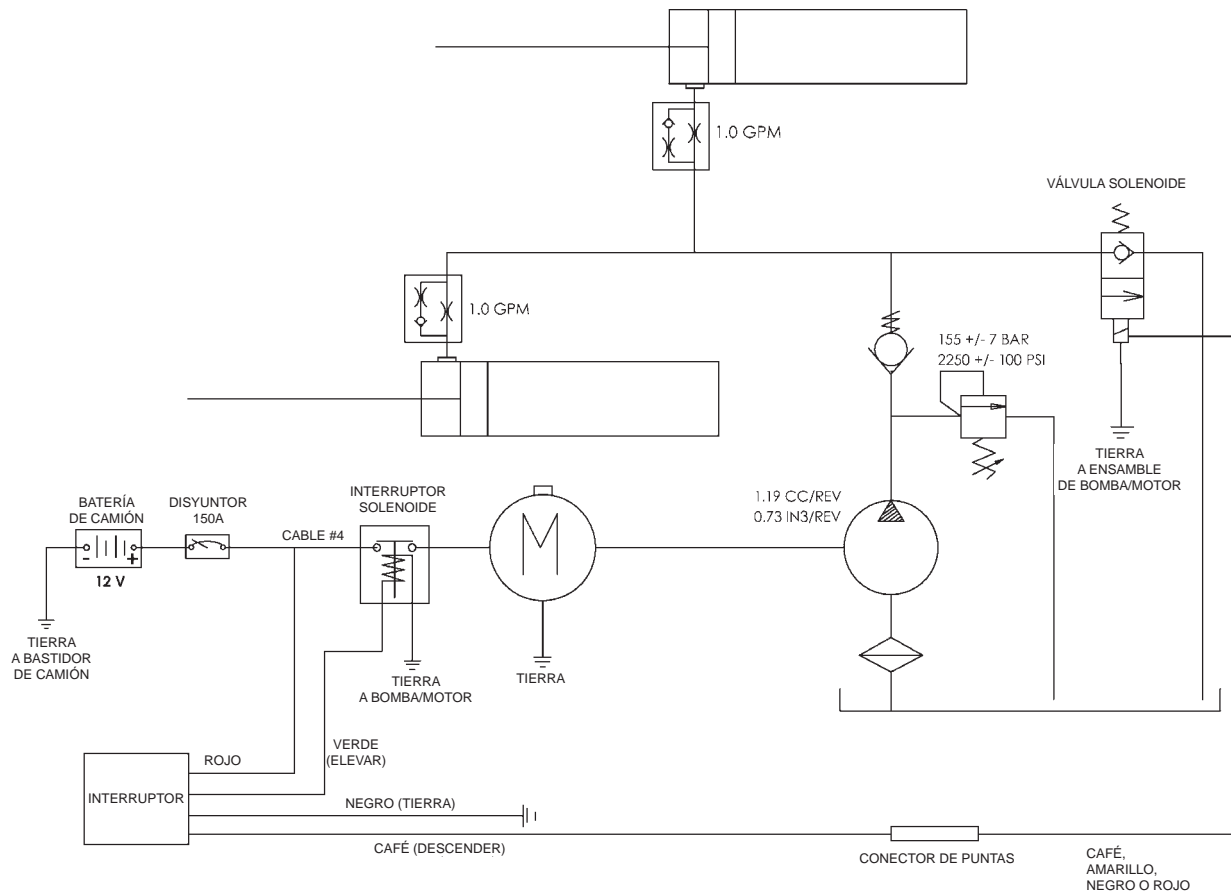 1.0 GPM
VÁLVULA SOLENOIDE
1.0 GPM
155 +/- 7 BAR
2250 +/- 100 PSI
TIERRA
A ENSAMBLE
DE BOMBA/MOTOR
BATERÍA
DE CAMIÓN
DISYUNTOR
150A
INTERRUPTOR
SOLENOIDE
1.19 CC/REV
0.73 IN3/REV
CABLE #4
- +
12 V
M
TIERRA
A BASTIDOR
DE CAMIÓN
TIERRA
A BOMBA/MOTOR
TIERRA
ROJO
VERDE
(ELEVAR)
INTERRUPTOR
NEGRO (TIERRA)
CAFÉ (DESCENDER)
CONECTOR DE PUNTAS
CAFÉ,
AMARILLO,
NEGRO O ROJO